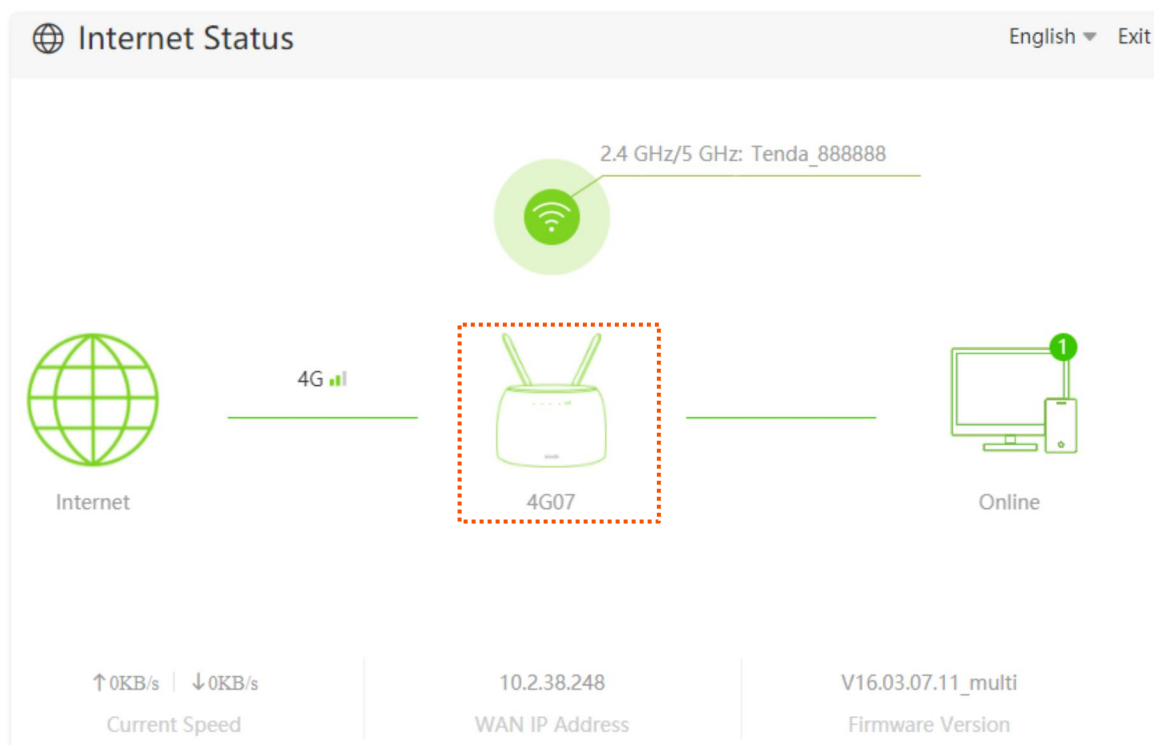 Internet Status
English Exit
2.4 GHz/5 GHz: Tenda_888888
4G
1
Internet
4G07
Online
↑0KB/s ↓0KB/s
10.2.38.248
V16.03.07.11_multi
Current Speed
WAN IP Address
Firmware Version